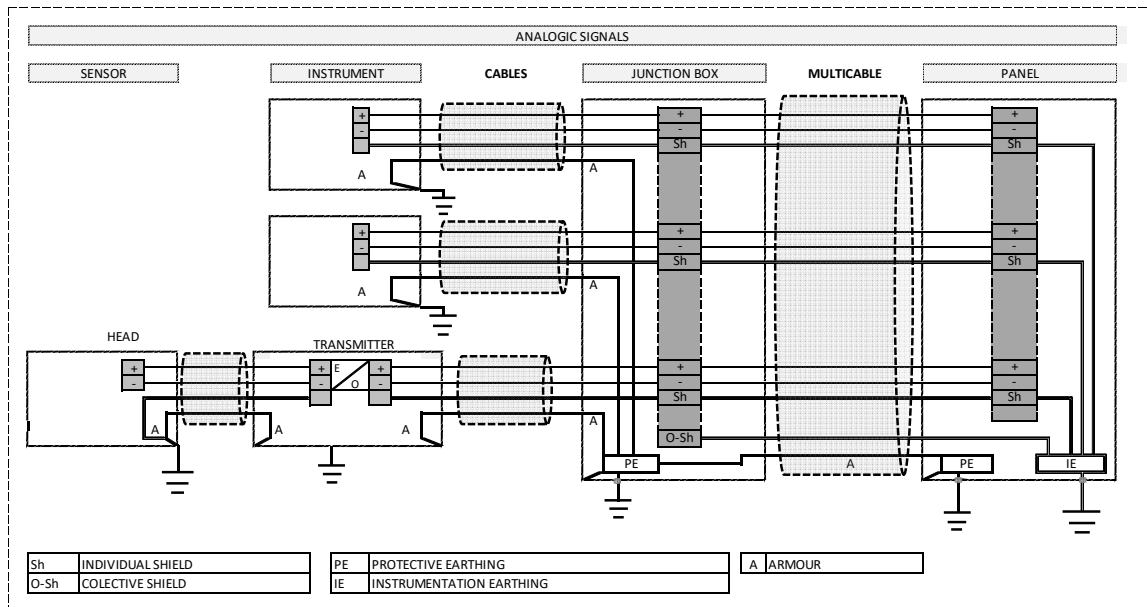 ANALOGIC SIGNALS
SENSOR INSTRUMENT CABLES JUNCTION BOX MULTICABLE PANEL
+ + +
- - -
Sh Sh
A A
+ + +
- - -
Sh Sh
A A
HEAD TRANSMITTER
+ + E + + +
- - O - - -
Sh Sh
A A A A
O-Sh
PE A PE IE
Sh INDIVIDUAL SHIELD PE PROTECTIVE EARTHING A ARMOUR
O-Sh COLECTIVE SHIELD IE INSTRUMENTATION EARTHING